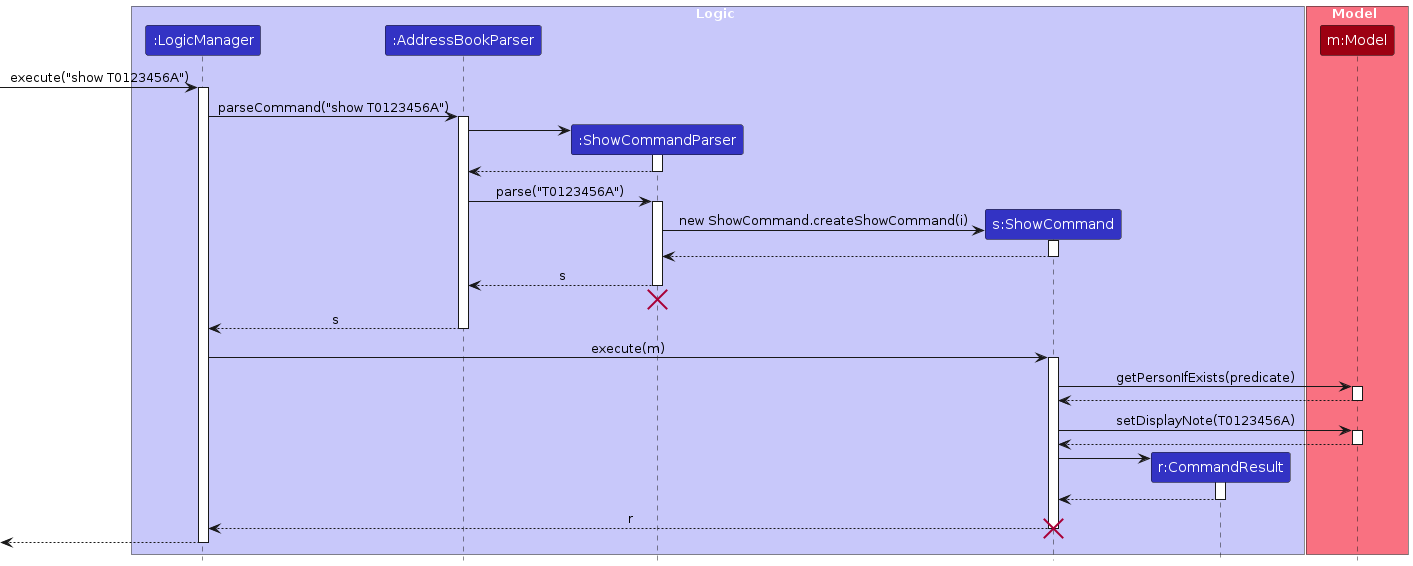 Logic
Model
:LogicManager
:AddressBookParser
m:Model
execute("show T0123456A")
parseCommand("show T0123456A")
:ShowCommandParser
parse("T0123456A")
new ShowCommand.createShowCommand(i)
s:ShowCommand
s
s
execute(m)
getPersonIfExists(predicate)
setDisplayNote(T0123456A)
r:CommandResult
r